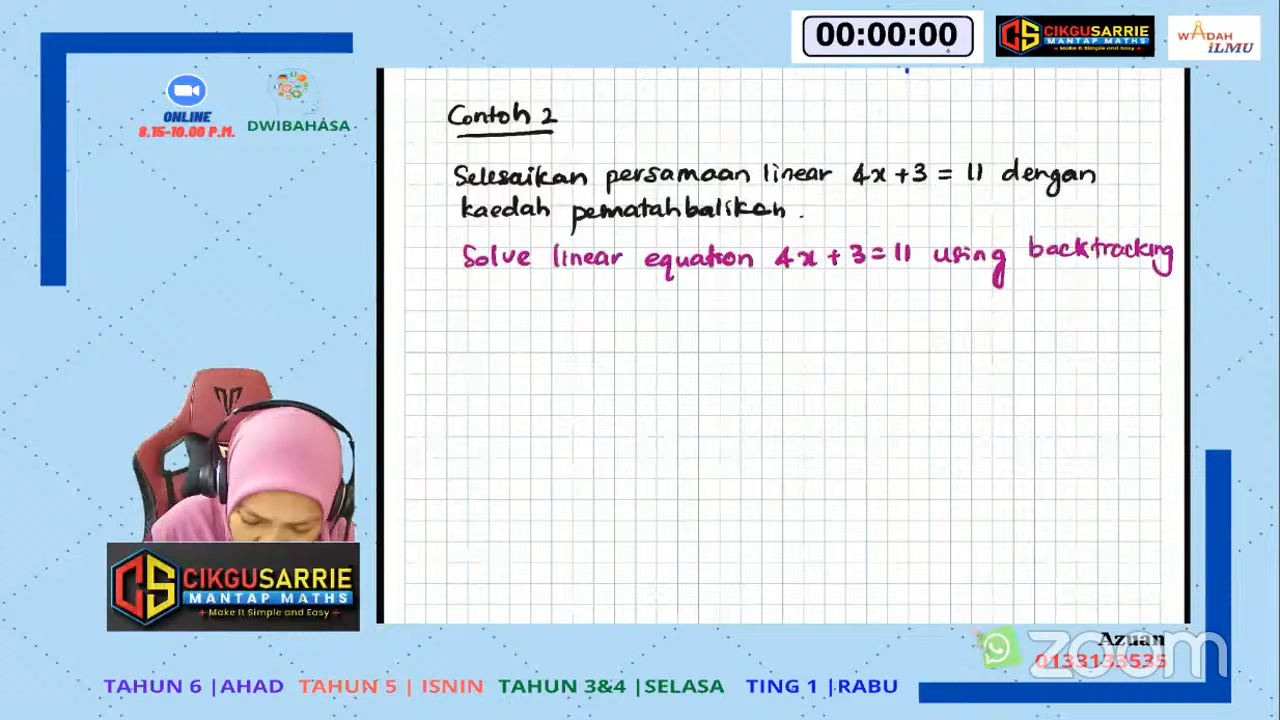 00:00:00
CS CIKGUSARRIE
MANTAP MATHS
Make It Simple and Easy
WADAH
iLMU
ONLINE
8.15-10.00 P.M.
DWIBAHASA
Contoh 2
Selesaikan persamaan linear 4x + 3 = 11 dengan
kaedah pematahbalikan.
Solve linear equation 4x + 3 = 11 using backtracking
CS CIKGUSARRIE
MANTAP MATHS
Make It Simple and Easy
Azuan
0133133535
zoom
TAHUN 6 |AHAD TAHUN 5 | ISNIN TAHUN 3&4 |SELASA TING 1 |RABU